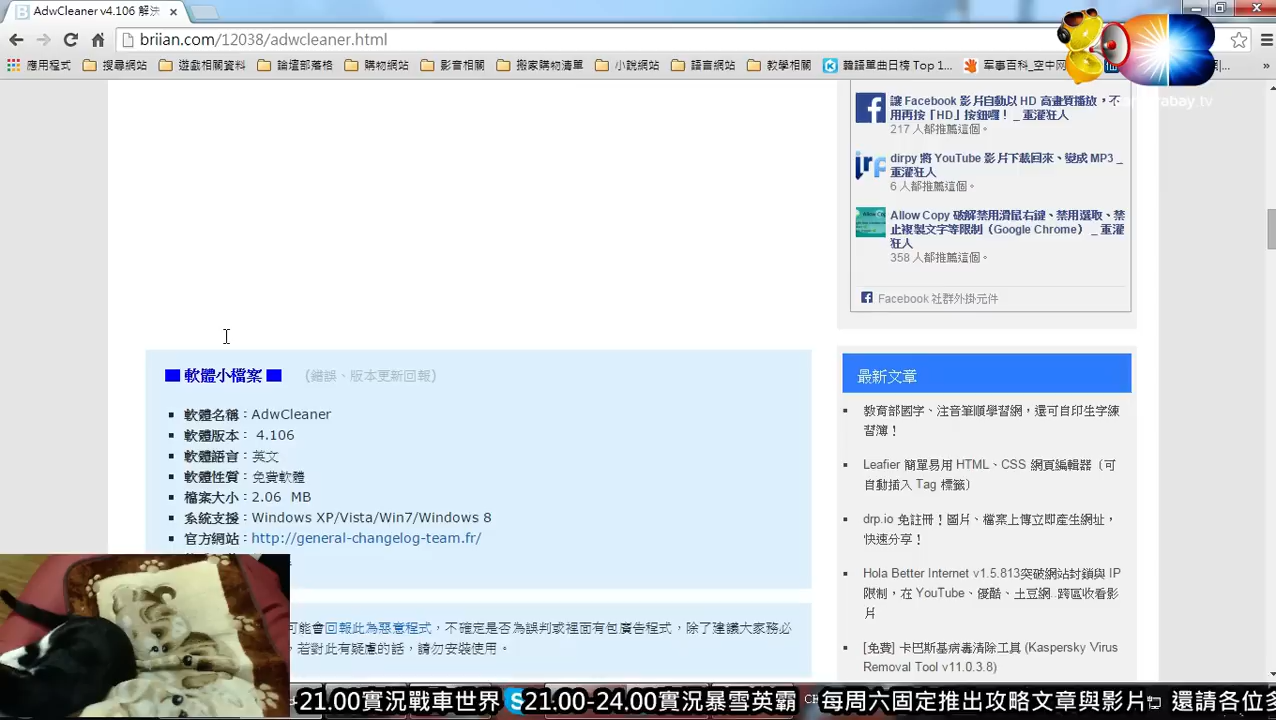 AdwCleaner v4.106 解決
briian.com/12038/adwcleaner.html
應用程式 搜尋網站 遊戲相關資料 論壇部落格 軟體網站 影音相關 搬家購物清單 小說網站 語言網站 教學相關 韓語單曲日榜 Top 1... 军事百科_空中网
讓 Facebook 影片自動以 HD 高畫質播放，不
用再按「HD」按鈕囉！ _ 重灌狂人
217 人都推薦這個。
dirpy 將 YouTube 影片下載回來、變成 MP3 _
重灌狂人
6 人都推薦這個。
Allow Copy 破解禁用滑鼠右鍵、禁用選取、禁
止複製文字等限制（Google Chrome） _ 重灌
狂人
358 人都推薦這個。
Facebook 社群外掛元件
軟體小檔案 (錯誤、版本更新回報)
軟體名稱：AdwCleaner
軟體版本： 4.106
軟體語言：英文
軟體性質：免費軟體
檔案大小：2.06 MB
系統支援：Windows XP/Vista/Win7/Windows 8
官方網站：http://general-changelog-team.fr/
可能會回報此為惡意程式，不確定是否為誤判或裡面有包廣告程式，除了建議大家務必
若對此有疑慮的話，請勿安裝使用。
最新文章
教育部國字、注音筆順學習網，還可自印生字練
習簿！
Leafier 簡單易用 HTML、CSS 網頁編輯器（可
自動插入 Tag 標籤）
drp.io 免註冊！圖片、檔案上傳立即產生網址，
快速分享！
Hola Better Internet v1.5.813突破網站封鎖與 IP
限制，在 YouTube、優酷、土豆網...跨區收看影
片
[免費] 卡巴斯基病毒清除工具 (Kaspersky Virus
Removal Tool v11.0.3.8)
21.00實況戰車世界 21.00-24.00實況暴雪英霸 每周六固定推出攻略文章與影片 還請各位多